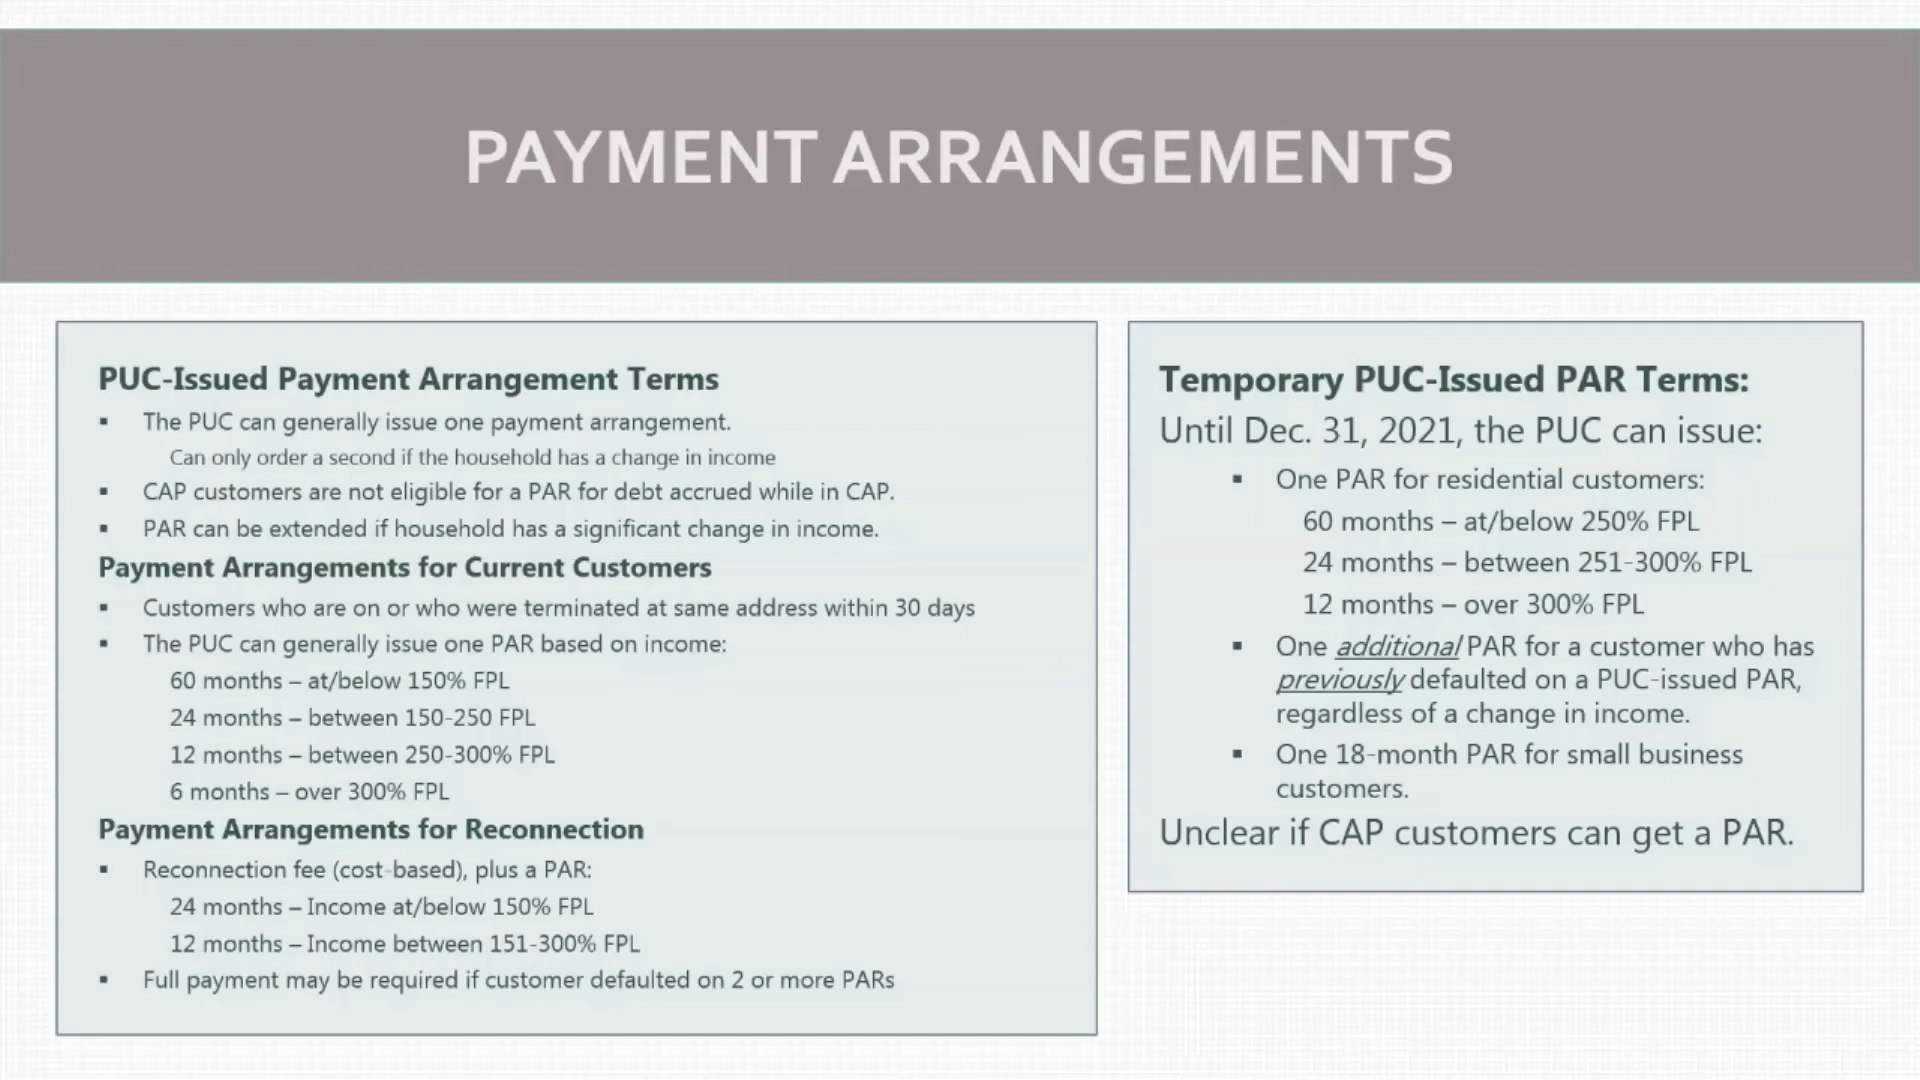 PAYMENT ARRANGEMENTS
PUC-Issued Payment Arrangement Terms
▪ The PUC can generally issue one payment arrangement.
Can only order a second if the household has a change in income
▪ CAP customers are not eligible for a PAR for debt accrued while in CAP.
▪ PAR can be extended if household has a significant change in income.
Payment Arrangements for Current Customers
▪ Customers who are on or who were terminated at same address within 30 days
▪ The PUC can generally issue one PAR based on income:
60 months – at/below 150% FPL
24 months – between 150-250 FPL
12 months – between 250-300% FPL
6 months – over 300% FPL
Payment Arrangements for Reconnection
▪ Reconnection fee (cost-based), plus a PAR:
24 months – Income at/below 150% FPL
12 months – Income between 151-300% FPL
▪ Full payment may be required if customer defaulted on 2 or more PARs
Temporary PUC-Issued PAR Terms:
Until Dec. 31, 2021, the PUC can issue:
▪ One PAR for residential customers:
60 months – at/below 250% FPL
24 months – between 251-300% FPL
12 months – over 300% FPL
▪ One additional PAR for a customer who has
previously defaulted on a PUC-issued PAR,
regardless of a change in income.
▪ One 18-month PAR for small business
customers.
Unclear if CAP customers can get a PAR.